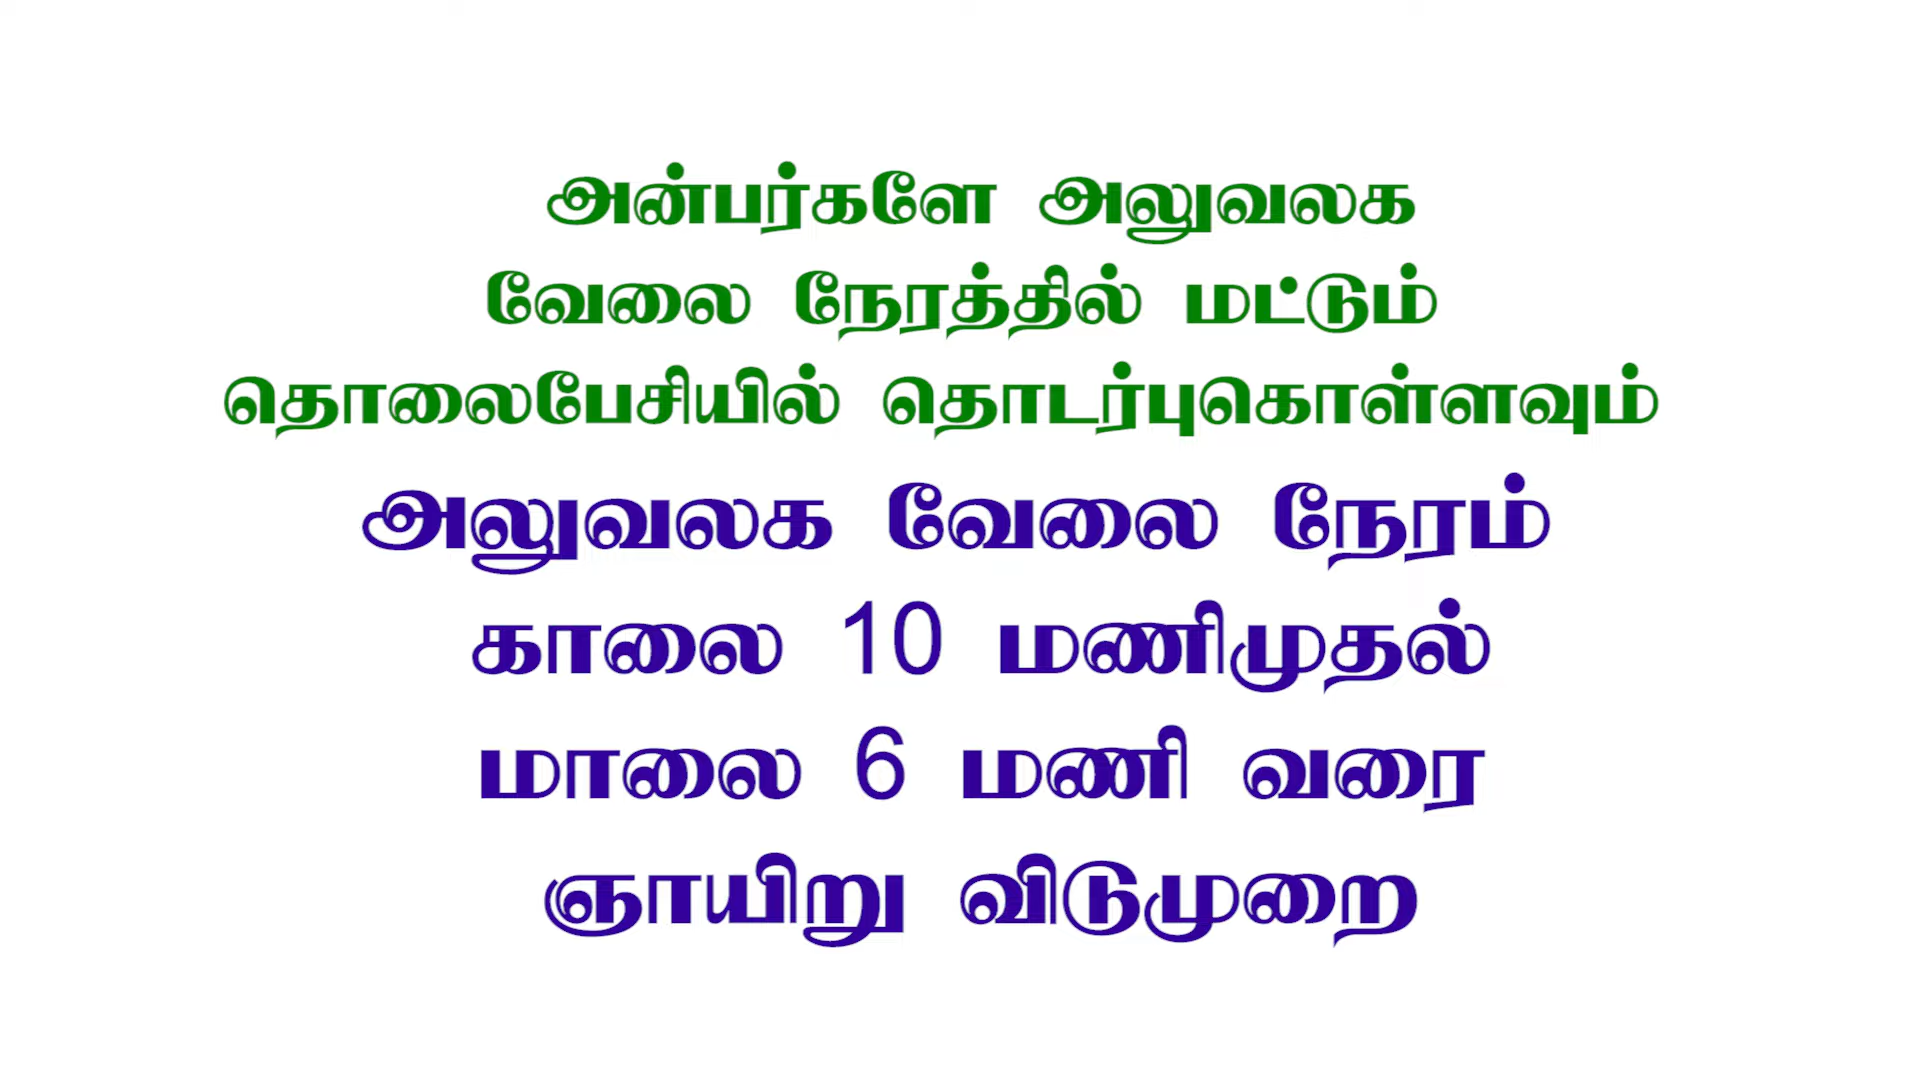 அன்பர்களே அலுவலக
வேலை நேரத்தில் மட்டும்
தொலைபேசியில் தொடர்புகொள்ளவும்
அலுவலக வேலை நேரம்
காலை 10 மணிமுதல்
மாலை 6 மணி வரை
ஞாயிறு விடுமுறை